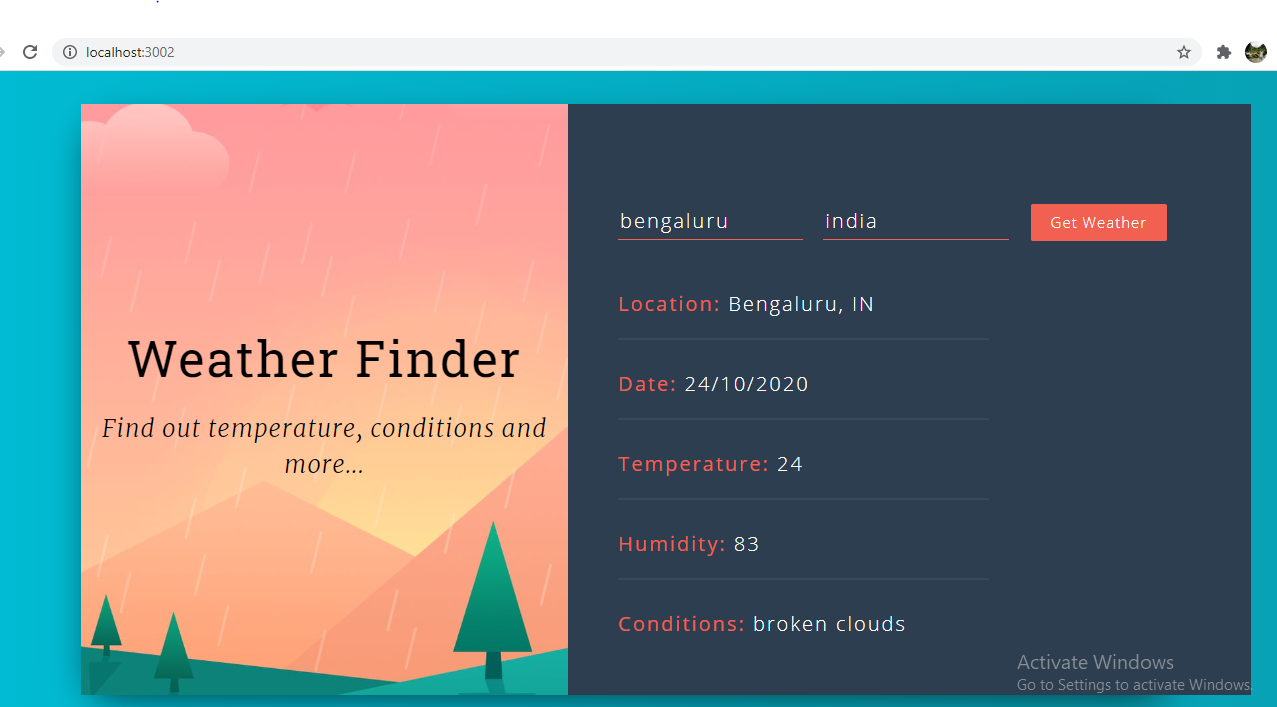 localhost:3002
Weather Finder
Find out temperature, conditions and
more...
bengaluru
india
Get Weather
Location: Bengaluru, IN
Date: 24/10/2020
Temperature: 24
Humidity: 83
Conditions: broken clouds
Activate Windows
Go to Settings to activate Windows.